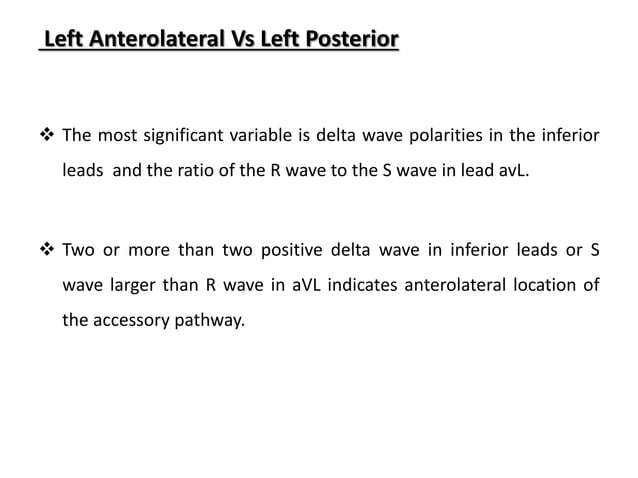 Left Anterolateral Vs Left Posterior
❖ The most significant variable is delta wave polarities in the inferior
leads and the ratio of the R wave to the S wave in lead avL.
❖ Two or more than two positive delta wave in inferior leads or S
wave larger than R wave in aVL indicates anterolateral location of
the accessory pathway.